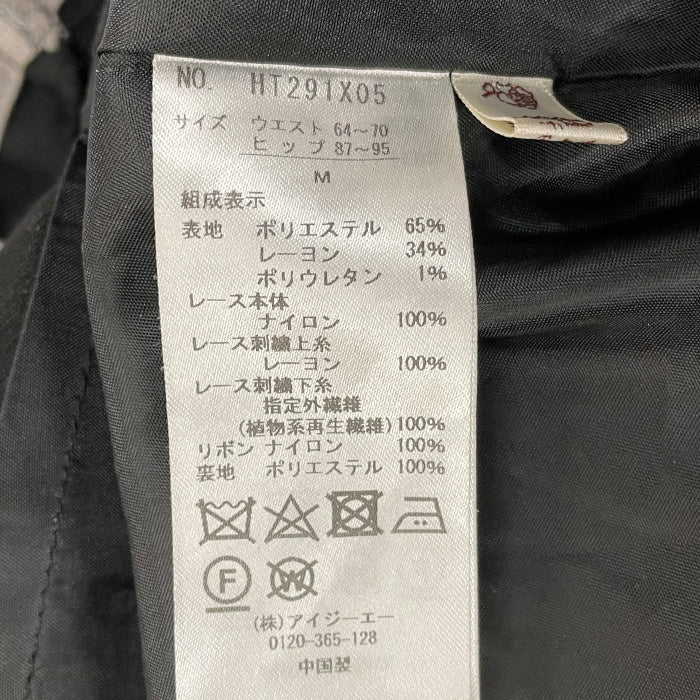 NO. HT291X05
サイズ ウエスト 64～70
ヒップ 87～95
M
組成表示
表地 ポリエステル 65%
レーヨン 34%
ポリウレタン 1%
レース本体
ナイロン 100%
レース刺繍上糸
レーヨン 100%
レース刺繍下糸
指定外繊維
(植物系再生繊維)100%
リボン ナイロン 100%
裏地 ポリエステル 100%
F
W
(株)アイジーエー
0120-365-128
中国製